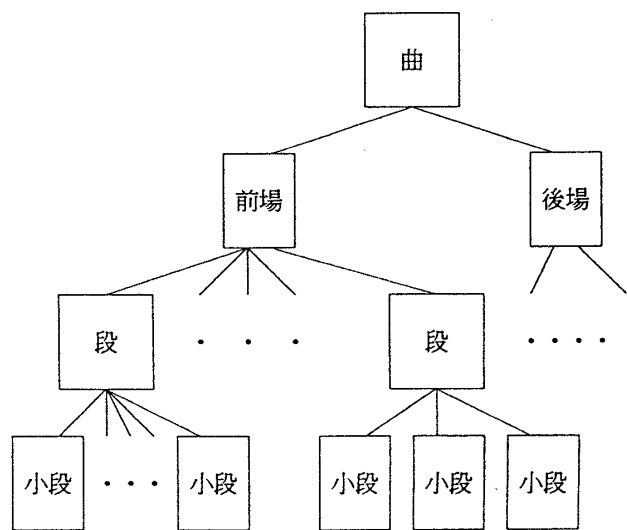 曲
前場 後場
段 ・・・ 段 ・・・・
小段 ・・・ 小段 小段 小段 小段